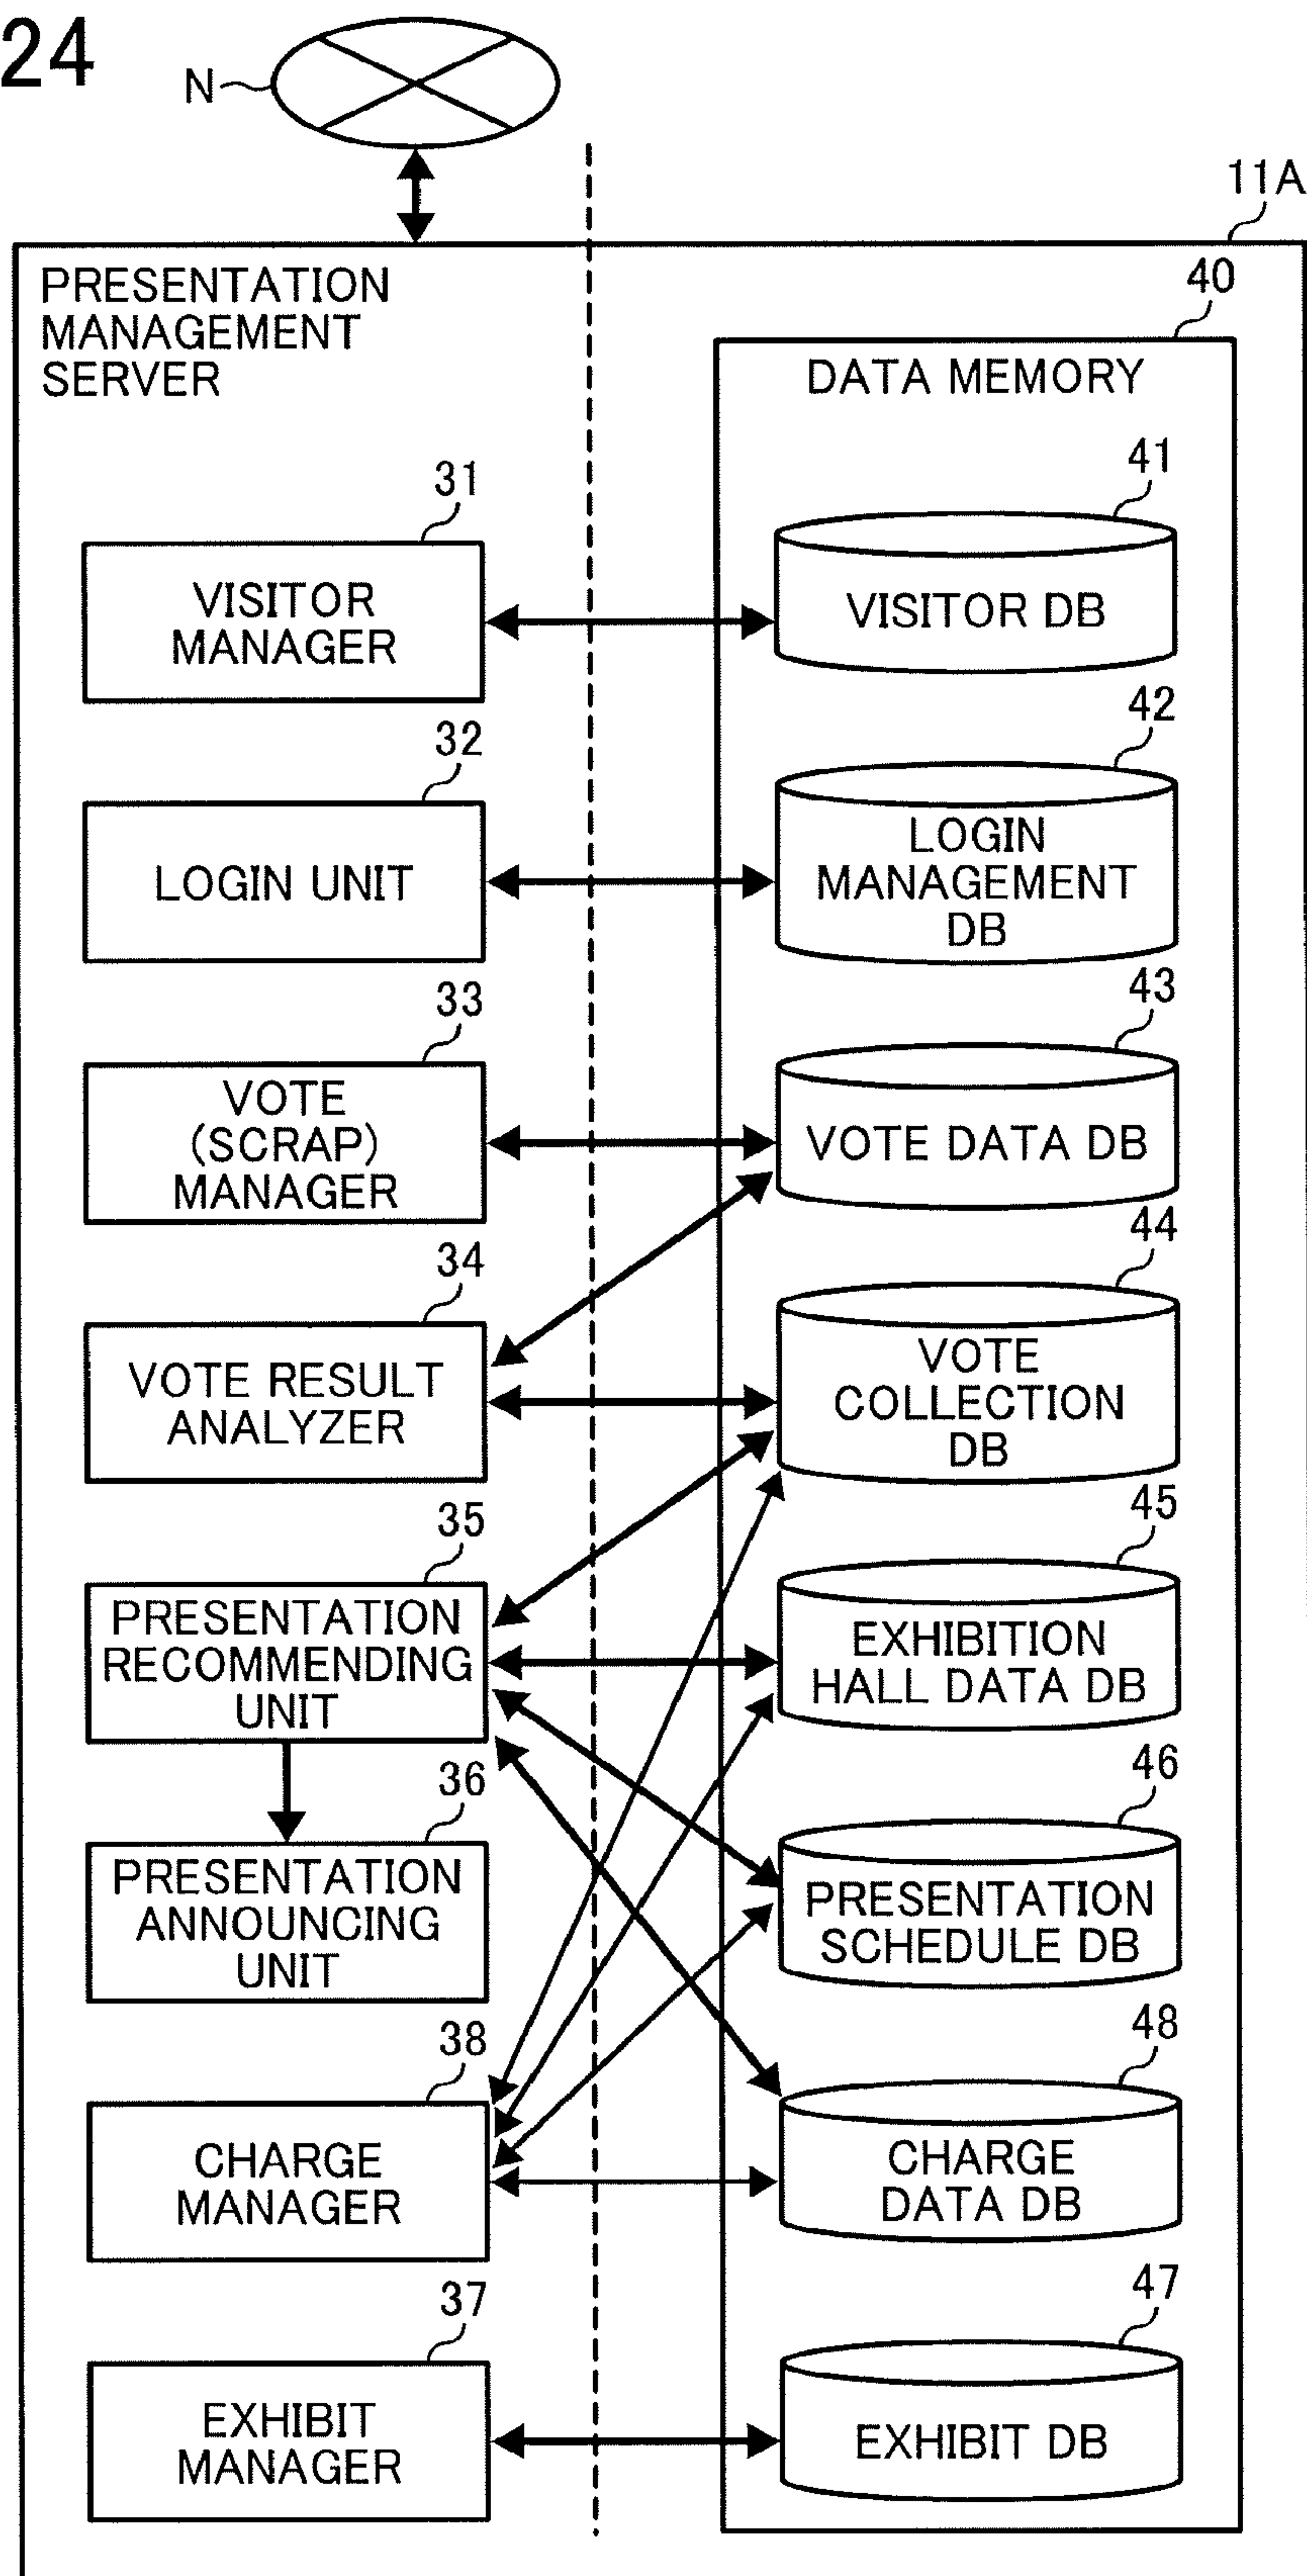 24
N
11A
PRESENTATION
MANAGEMENT
SERVER
40
DATA MEMORY
31
VISITOR
MANAGER
41
VISITOR DB
32
LOGIN UNIT
42
LOGIN
MANAGEMENT
DB
33
VOTE
(SCRAP)
MANAGER
43
VOTE DATA DB
34
VOTE RESULT
ANALYZER
44
VOTE
COLLECTION
DB
35
PRESENTATION
RECOMMENDING
UNIT
45
EXHIBITION
HALL DATA DB
36
PRESENTATION
ANNOUNCING
UNIT
46
PRESENTATION
SCHEDULE DB
38
CHARGE
MANAGER
48
CHARGE
DATA DB
37
EXHIBIT
MANAGER
47
EXHIBIT DB